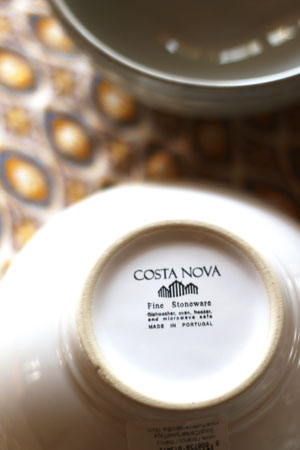 COSTA NOVA
Fine Stoneware
Dishwasher, oven, freezer,
and microwave safe
MADE IN PORTUGAL